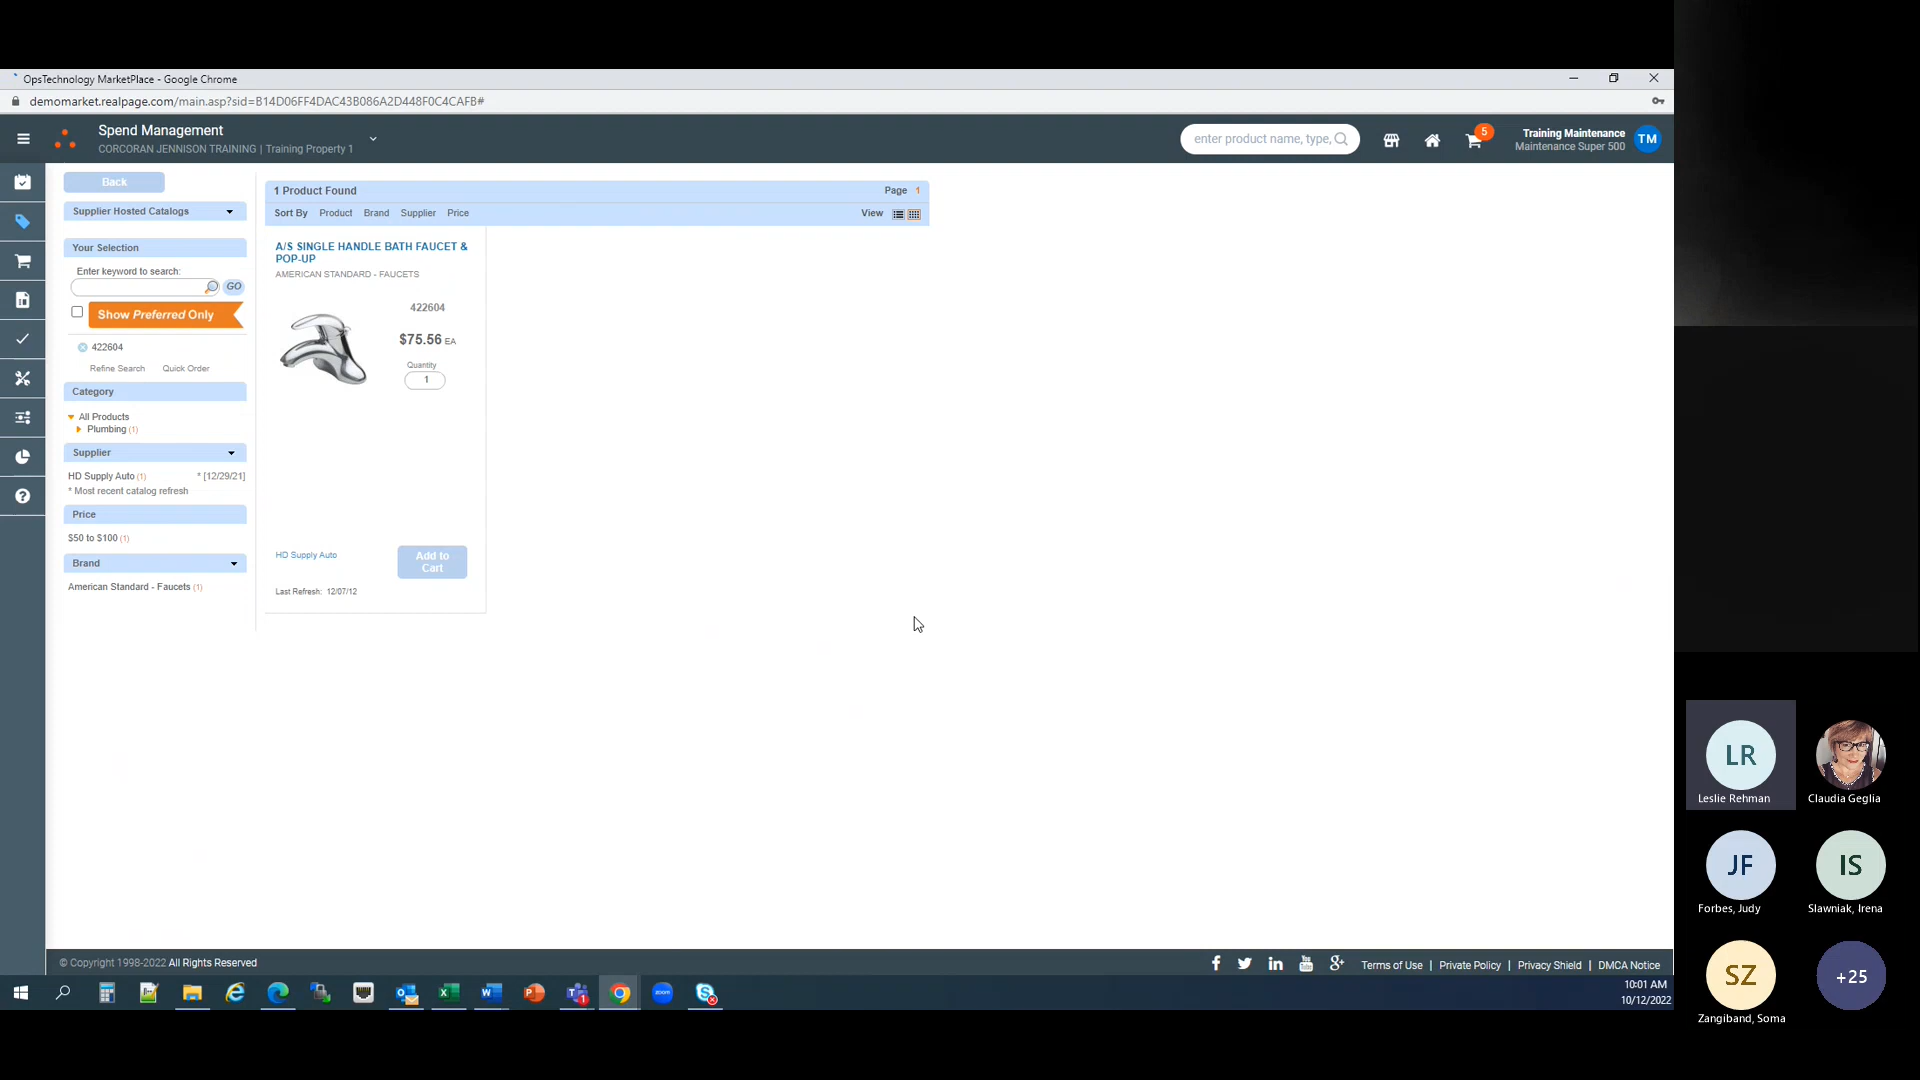 OpsTechnology MarketPlace - Google Chrome
demomarket.realpage.com/main.asp?sid=B14D06FF4DAC43B086A2D448F0C4CAFB#
Spend Management
CORCORAN JENNISON TRAINING | Training Property 1
enter product name, type,
5
Training Maintenance
Maintenance Super 500
TM
Back
Supplier Hosted Catalogs
Your Selection
Enter keyword to search:
GO
Show Preferred Only
422604
Refine Search Quick Order
Category
All Products
Plumbing (1)
Supplier
HD Supply Auto (1) * [12/29/21]
* Most recent catalog refresh
Price
$50 to $100 (1)
Brand
American Standard - Faucets (1)
1 Product Found
Page 1
Sort By Product Brand Supplier Price
View
A/S SINGLE HANDLE BATH FAUCET &
POP-UP
AMERICAN STANDARD - FAUCETS
422604
$75.56 EA
Quantity
1
HD Supply Auto
Add to
Cart
Last Refresh: 12/07/12
© Copyright 1998-2022 All Rights Reserved
Terms of Use | Private Policy | Privacy Shield | DMCA Notice
10:01 AM
10/12/2022
LR
Leslie Rehman
Claudia Geglia
JF
Forbes, Judy
IS
Slawniak, Irena
SZ
Zangiband, Soma
+25